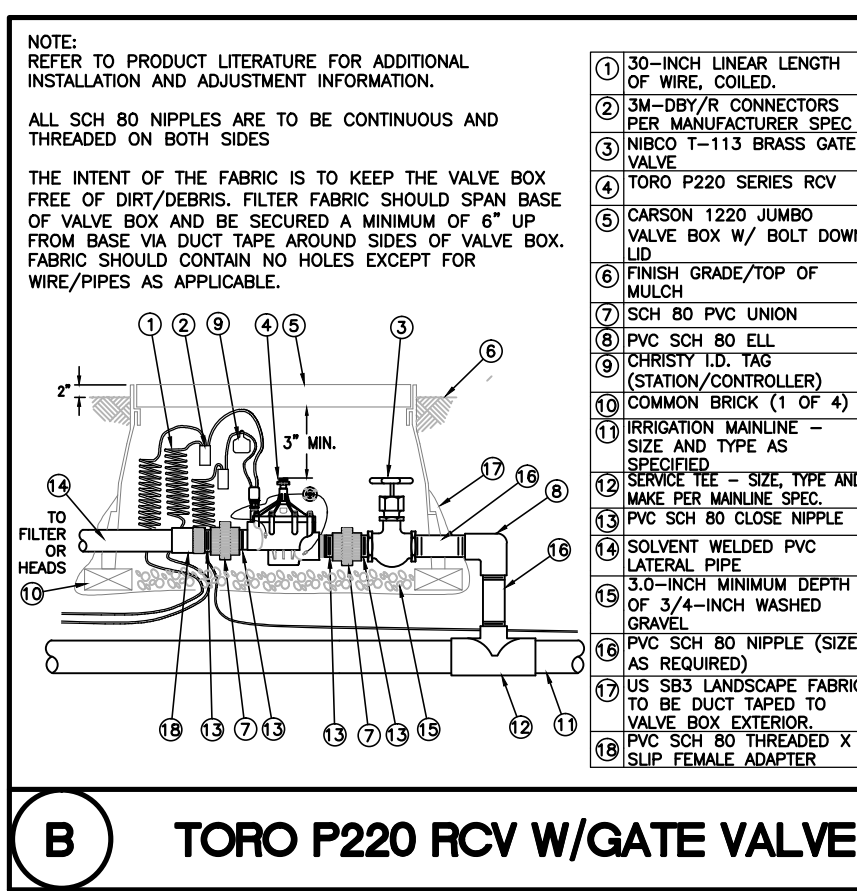 NOTE:
REFER TO PRODUCT LITERATURE FOR ADDITIONAL
INSTALLATION AND ADJUSTMENT INFORMATION.
ALL SCH 80 NIPPLES ARE TO BE CONTINUOUS AND
THREADED ON BOTH SIDES
THE INTENT OF THE FABRIC IS TO KEEP THE VALVE BOX
FREE OF DIRT/DEBRIS. FILTER FABRIC SHOULD SPAN BASE
OF VALVE BOX AND BE SECURED A MINIMUM OF 6" UP
FROM BASE VIA DUCT TAPE AROUND SIDES OF VALVE BOX.
FABRIC SHOULD CONTAIN NO HOLES EXCEPT FOR
WIRE/PIPES AS APPLICABLE.
1 2 9 4 5 3
6
2"
3" MIN.
17 16
14
8
TO
FILTER
OR
HEADS
16
10
18 13 7 13 13 7 13 15 12 11
1 30-INCH LINEAR LENGTH
OF WIRE, COILED.
2 3M-DBY/R CONNECTORS
PER MANUFACTURER SPEC
3 NIBCO T-113 BRASS GATE
VALVE
4 TORO P220 SERIES RCV
5 CARSON 1220 JUMBO
VALVE BOX W/ BOLT DOWN
LID
6 FINISH GRADE/TOP OF
MULCH
7 SCH 80 PVC UNION
8 PVC SCH 80 ELL
9 CHRISTY I.D. TAG
(STATION/CONTROLLER)
10 COMMON BRICK (1 OF 4)
11 IRRIGATION MAINLINE -
SIZE AND TYPE AS
SPECIFIED
12 SERVICE TEE - SIZE, TYPE AND
MAKE PER MAINLINE SPEC.
13 PVC SCH 80 CLOSE NIPPLE
14 SOLVENT WELDED PVC
LATERAL PIPE
15 3.0-INCH MINIMUM DEPTH
OF 3/4-INCH WASHED
GRAVEL
16 PVC SCH 80 NIPPLE (SIZE
AS REQUIRED)
17 US SB3 LANDSCAPE FABRIC
TO BE DUCT TAPED TO
VALVE BOX EXTERIOR.
18 PVC SCH 80 THREADED X
SLIP FEMALE ADAPTER
B TORO P220 RCV W/GATE VALVE